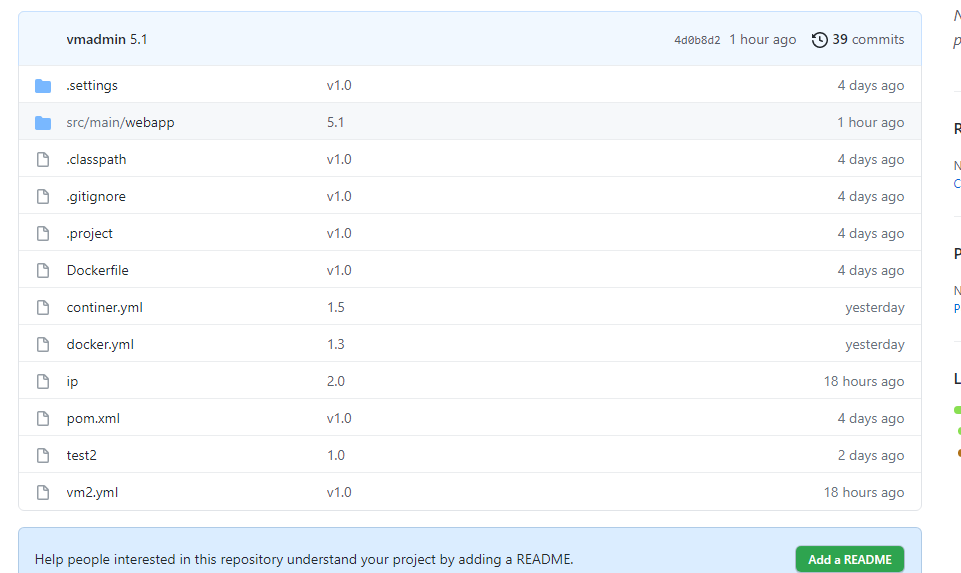 vmadmin 5.1 4d0b8d2 1 hour ago 39 commits
.settings v1.0 4 days ago
src/main/webapp 5.1 1 hour ago
.classpath v1.0 4 days ago
.gitignore v1.0 4 days ago
.project v1.0 4 days ago
Dockerfile v1.0 4 days ago
continer.yml 1.5 yesterday
docker.yml 1.3 yesterday
ip 2.0 18 hours ago
pom.xml v1.0 4 days ago
test2 1.0 2 days ago
vm2.yml v1.0 18 hours ago
Help people interested in this repository understand your project by adding a README. Add a README